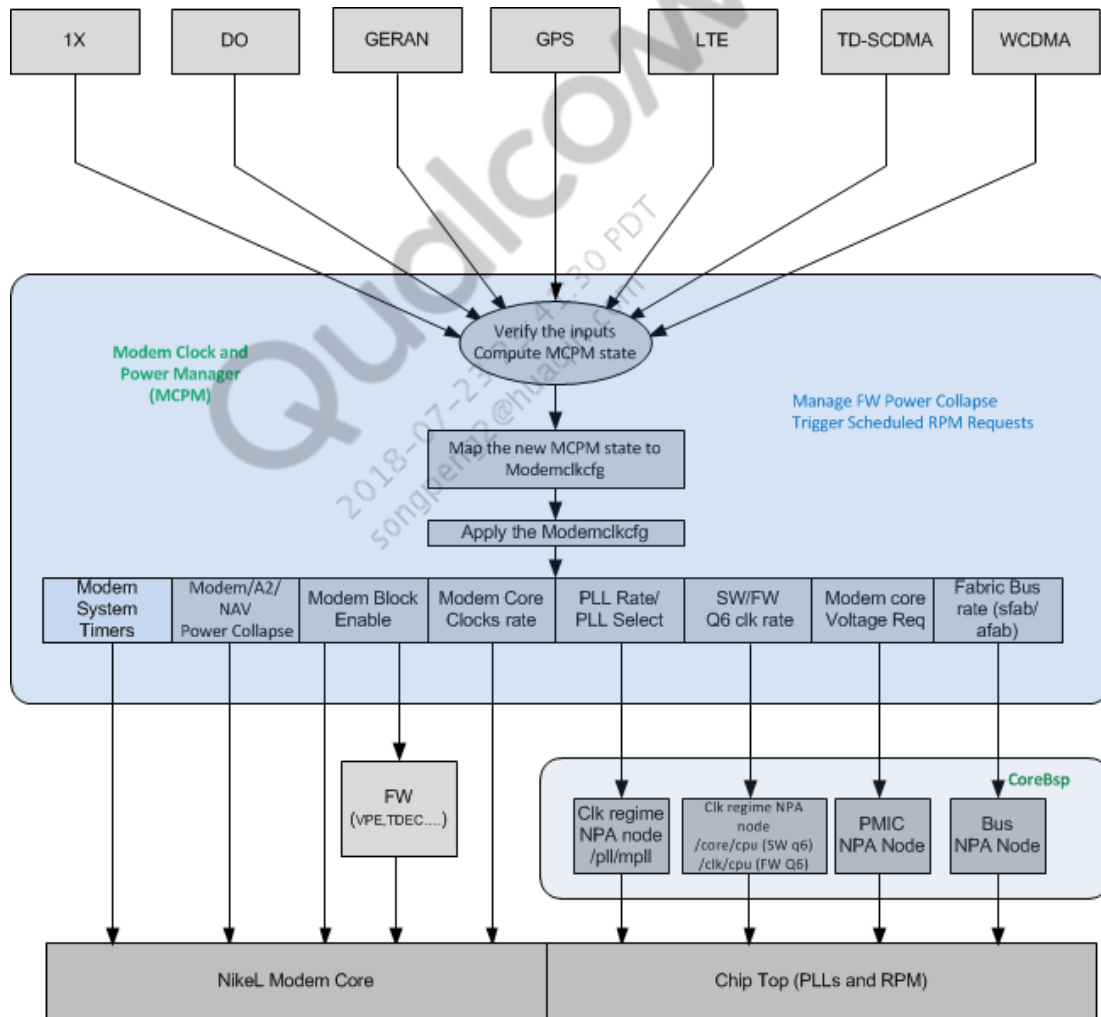 1X
DO
GERAN
GPS
LTE
TD-SCDMA
WCDMA
Verify the inputs
Compute MCPM state
Modem Clock and
Power Manager
(MCPM)
Manage FW Power Collapse
Trigger Scheduled RPM Requests
Map the new MCPM state to
Modemclkcfg
Apply the Modemclkcfg
Modem
System
Timers
Modem/A2/
NAV
Power Collapse
Modem Block
Enable
Modem Core
Clocks rate
PLL Rate/
PLL Select
SW/FW
Q6 clk rate
Modem core
Voltage Req
Fabric Bus
rate (sfab/
afab)
FW
(VPE,TDEC....)
CoreBsp
Clk regime
NPA node
/pll/mpll
Clk regime NPA
node
/core/cpu (SW q6)
/clk/cpu (FW Q6)
PMIC
NPA Node
Bus
NPA Node
NikeL Modem Core
Chip Top (PLLs and RPM)
Qualcom
2018-07-23 PDT